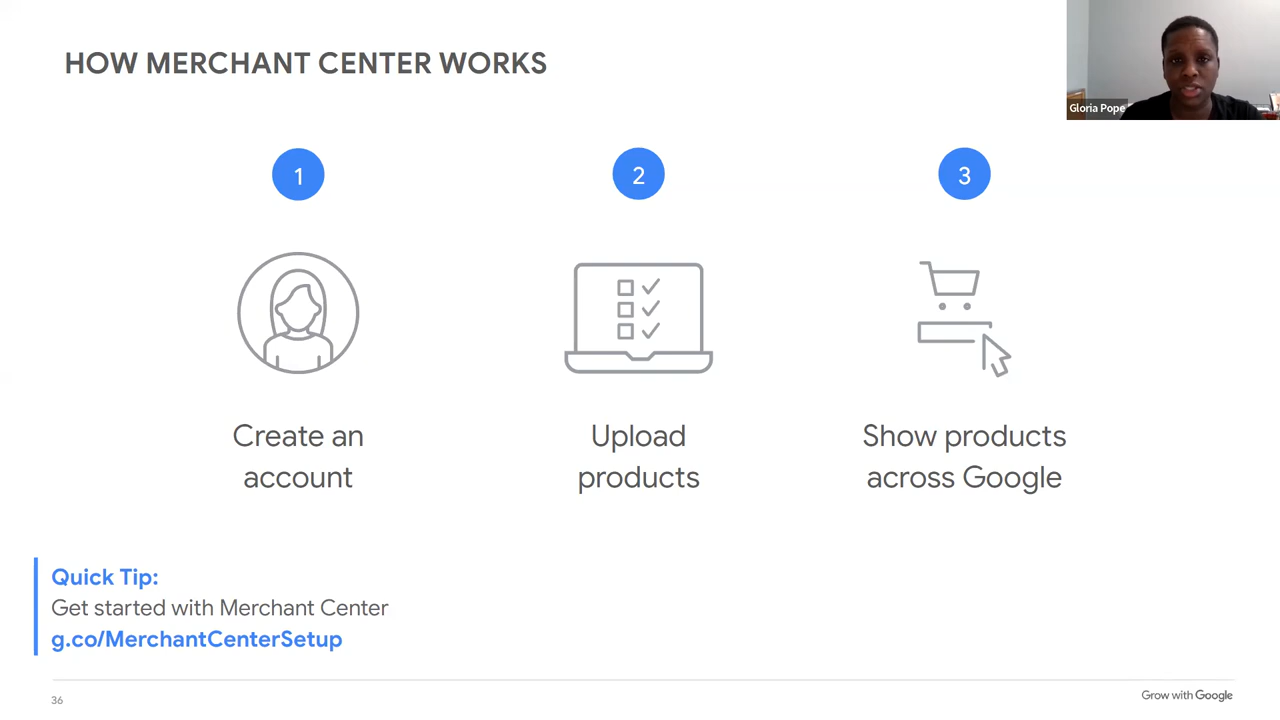 HOW MERCHANT CENTER WORKS
Gloria Pope
1
2
3
Create an
account
Upload
products
Show products
across Google
Quick Tip:
Get started with Merchant Center
g.co/MerchantCenterSetup
36
Grow with Google